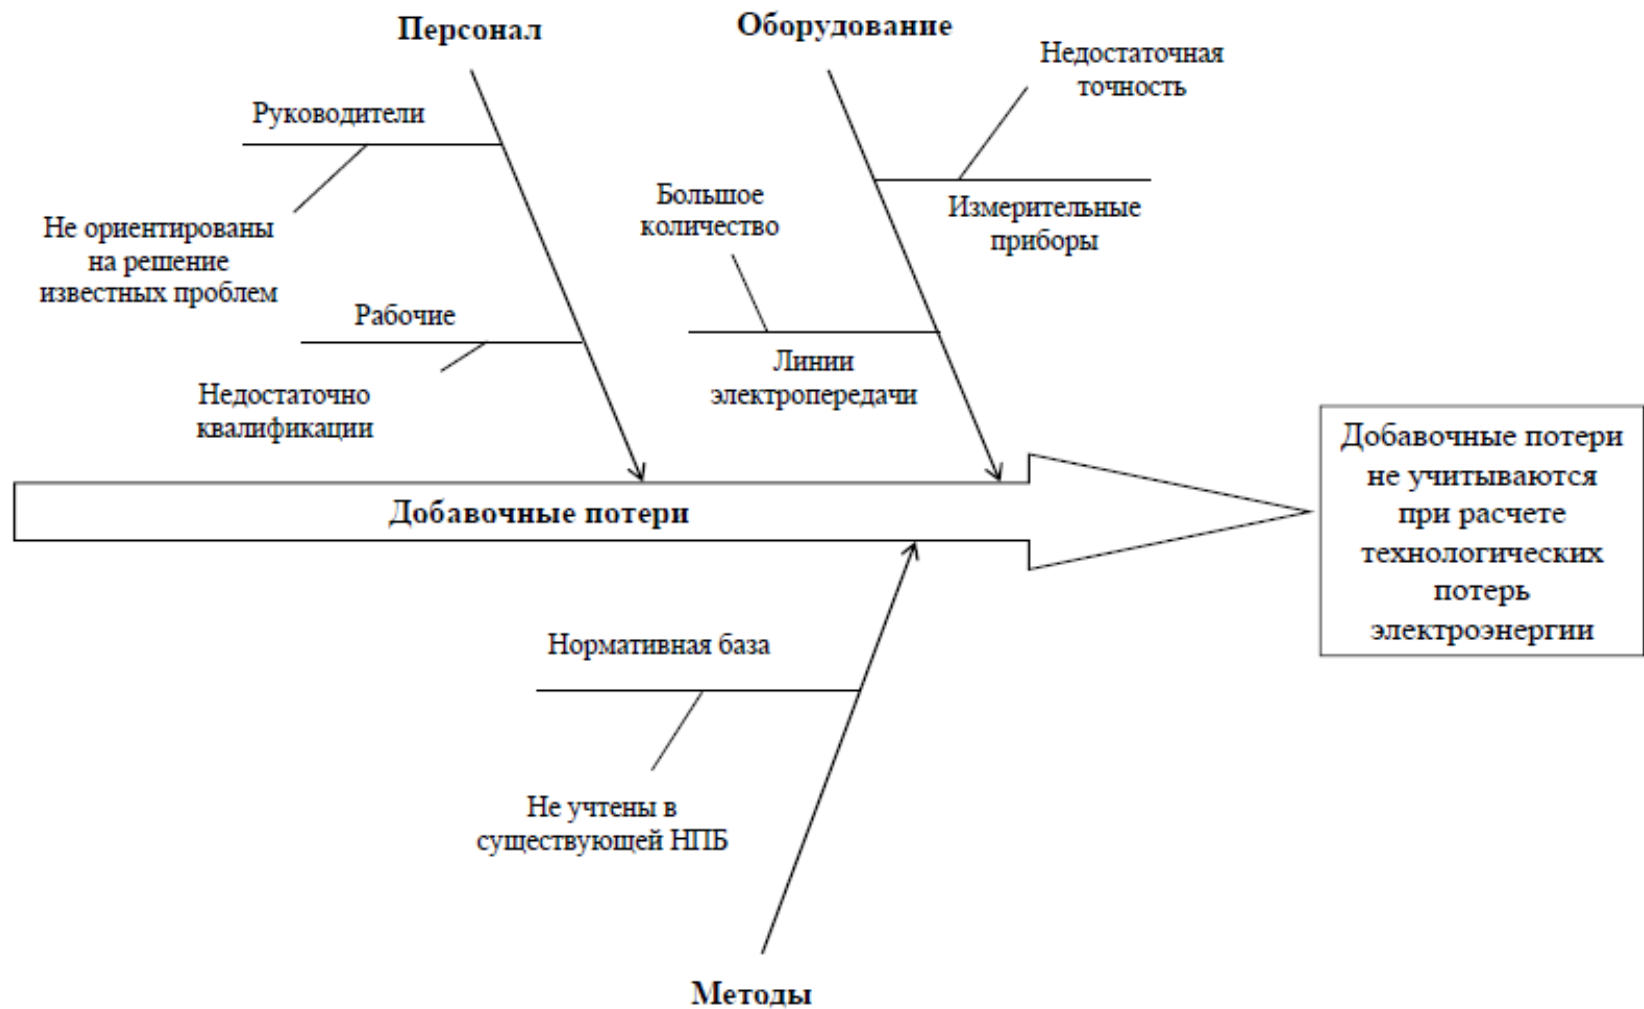 Персонал
Оборудование
Недостаточная
точность
Руководители
Большое
количество
Измерительные
приборы
Не ориентированы
на решение
известных проблем
Рабочие
Линии
электропередачи
Недостаточно
квалификации
Добавочные потери
Добавочные потери
не учитываются
при расчете
технологических
потерь
электроэнергии
Нормативная база
Не учтены в
существующей НПБ
Методы